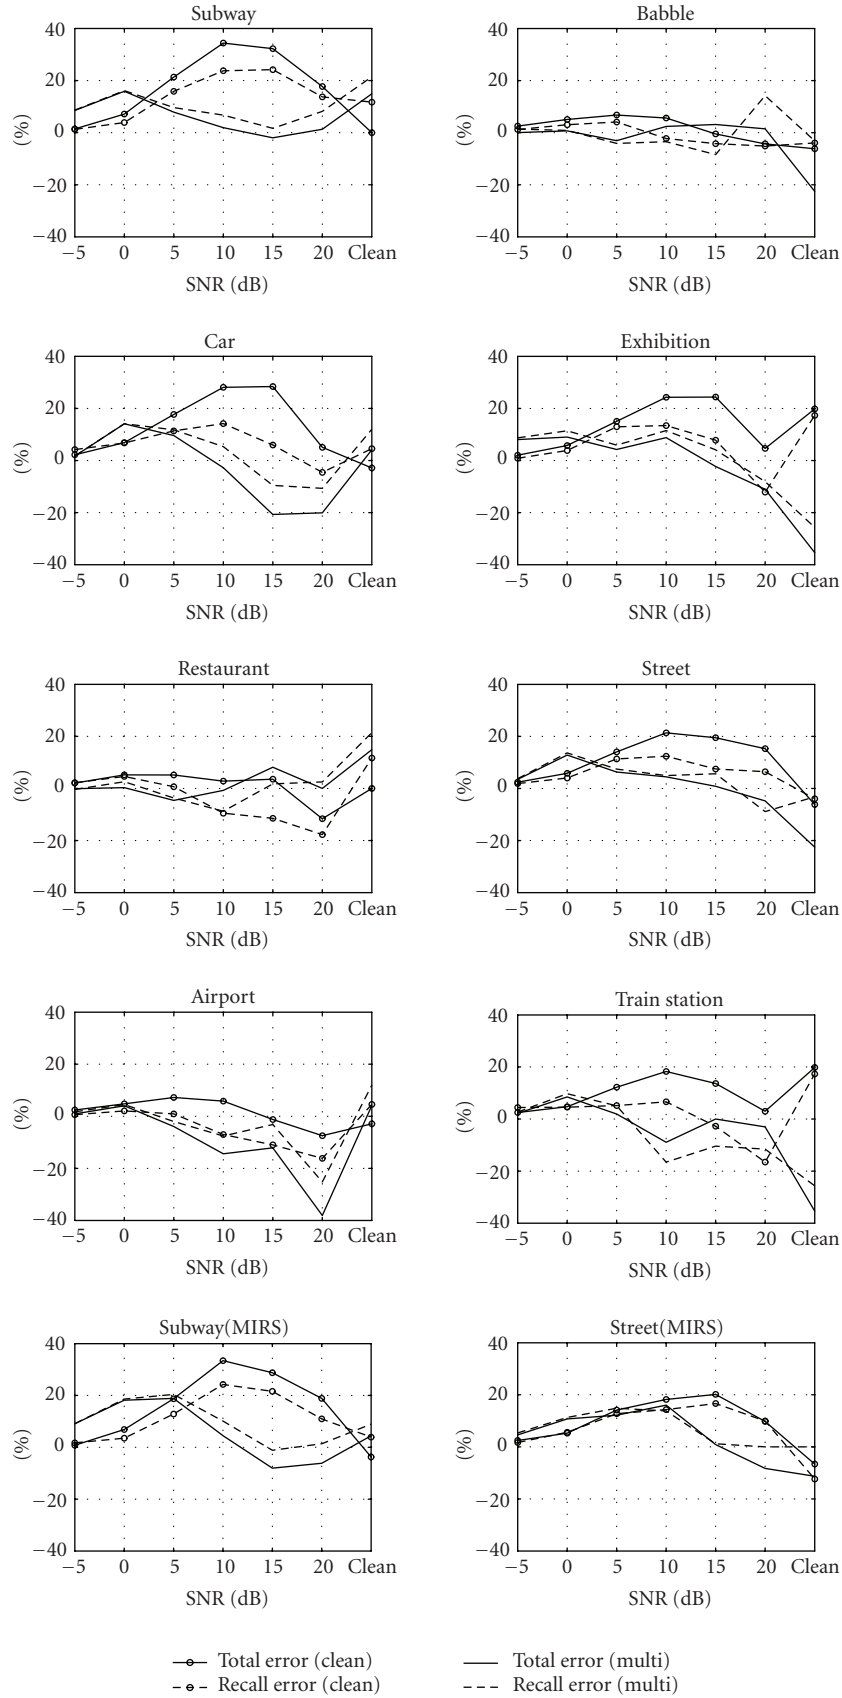 Subway
(%)
40
20
0
−20
−40
−5 0 5 10 15 20 Clean
SNR (dB)
Babble
(%)
40
20
0
−20
−40
−5 0 5 10 15 20 Clean
SNR (dB)
Car
(%)
40
20
0
−20
−40
−5 0 5 10 15 20 Clean
SNR (dB)
Exhibition
(%)
40
20
0
−20
−40
−5 0 5 10 15 20 Clean
SNR (dB)
Restaurant
(%)
40
20
0
−20
−40
−5 0 5 10 15 20 Clean
SNR (dB)
Street
(%)
40
20
0
−20
−40
−5 0 5 10 15 20 Clean
SNR (dB)
Airport
(%)
40
20
0
−20
−40
−5 0 5 10 15 20 Clean
SNR (dB)
Train station
(%)
40
20
0
−20
−40
−5 0 5 10 15 20 Clean
SNR (dB)
Subway(MIRS)
(%)
40
20
0
−20
−40
−5 0 5 10 15 20 Clean
SNR (dB)
Street(MIRS)
(%)
40
20
0
−20
−40
−5 0 5 10 15 20 Clean
SNR (dB)
Total error (clean)
Recall error (clean)
Total error (multi)
Recall error (multi)